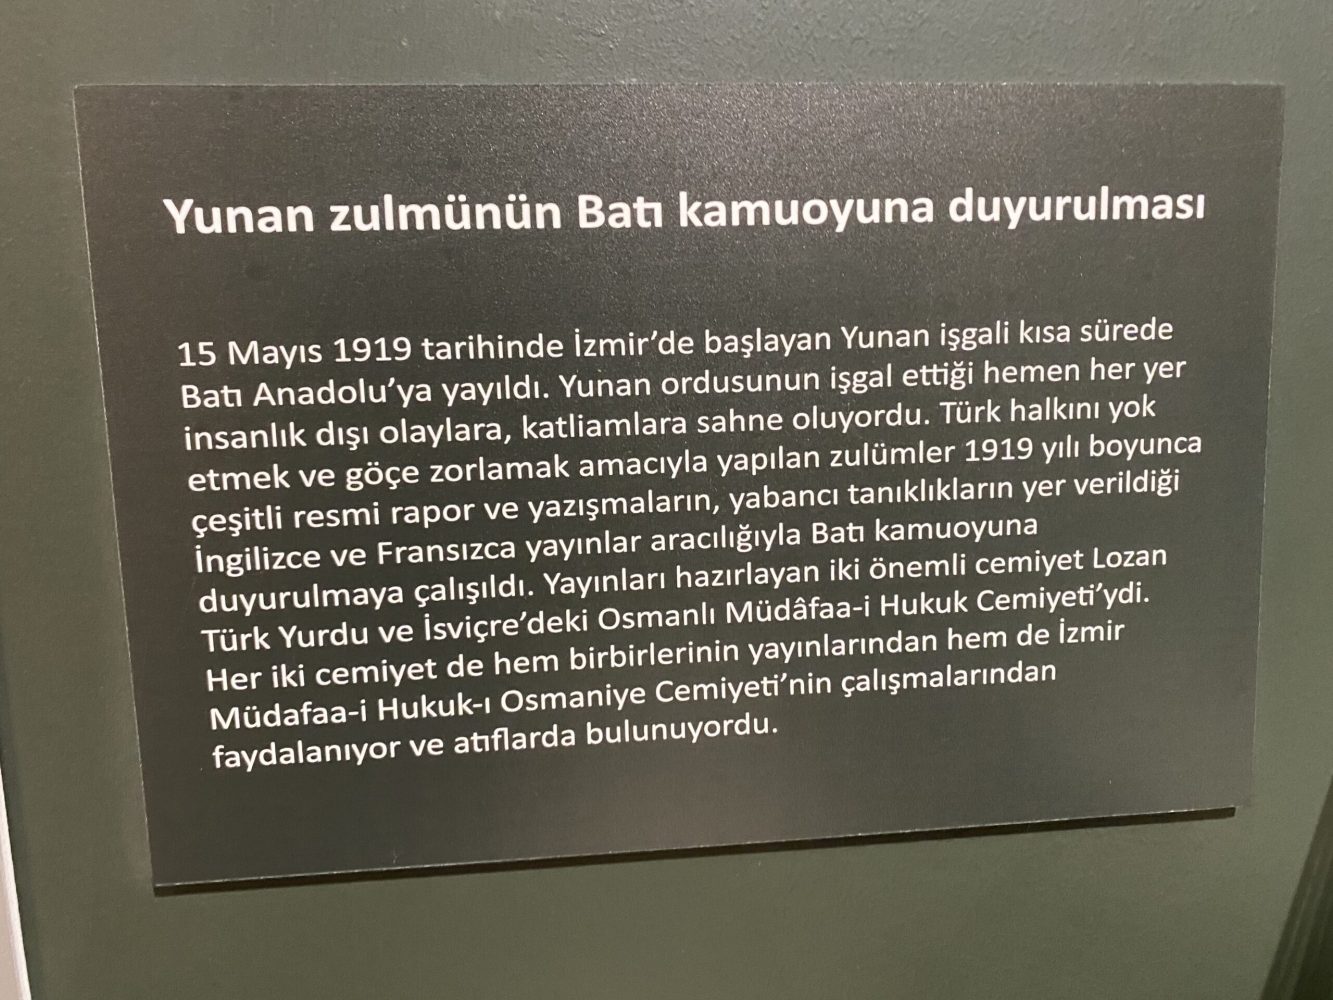 Yunan zulmünün Batı kamuoyuna duyurulması
15 Mayıs 1919 tarihinde İzmir’de başlayan Yunan işgali kısa sürede
Batı Anadolu’ya yayıldı. Yunan ordusunun işgal ettiği hemen her yer
insanlık dışı olaylara, katliamlara sahne oluyordu. Türk halkını yok
etmek ve göçe zorlamak amacıyla yapılan zulümler 1919 yılı boyunca
çeşitli resmi rapor ve yazışmaların, yabancı tanıklıkların yer verildiği
İngilizce ve Fransızca yayınlar aracılığıyla Batı kamuoyuna
duyurulmaya çalışıldı. Yayınları hazırlayan iki önemli cemiyet Lozan
Türk Yurdu ve İsviçre’deki Osmanlı Müdâfaa-i Hukuk Cemiyeti’ydi.
Her iki cemiyet de hem birbirlerinin yayınlarından hem de İzmir
Müdafaa-i Hukuk-ı Osmaniye Cemiyeti’nin çalışmalarından
faydalanıyor ve atıflarda bulunuyordu.